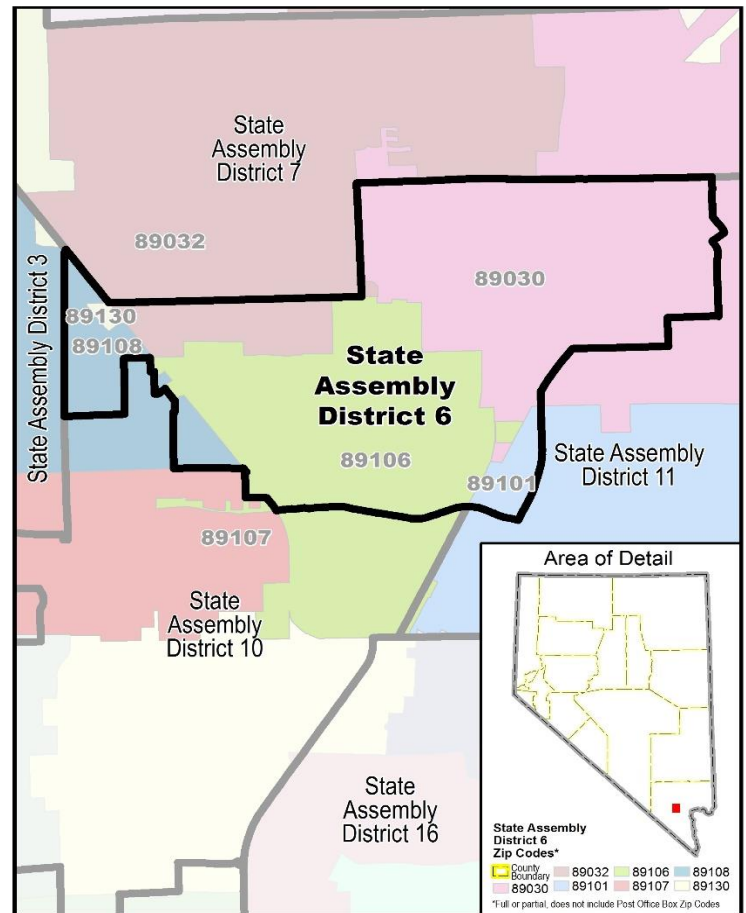 State
Assembly
District 7
89032
89030
State Assembly District 3
89130
89108
State
Assembly
District 6
89106
89101
State Assembly
District 11
89107
State
Assembly
District 10
State
Assembly
District 16
Area of Detail
State Assembly
District 6
Zip Codes*
County
Boundary
89032
89106
89108
89030
89101
89107
89130
*Full or partial, does not include Post Office Box Zip Codes